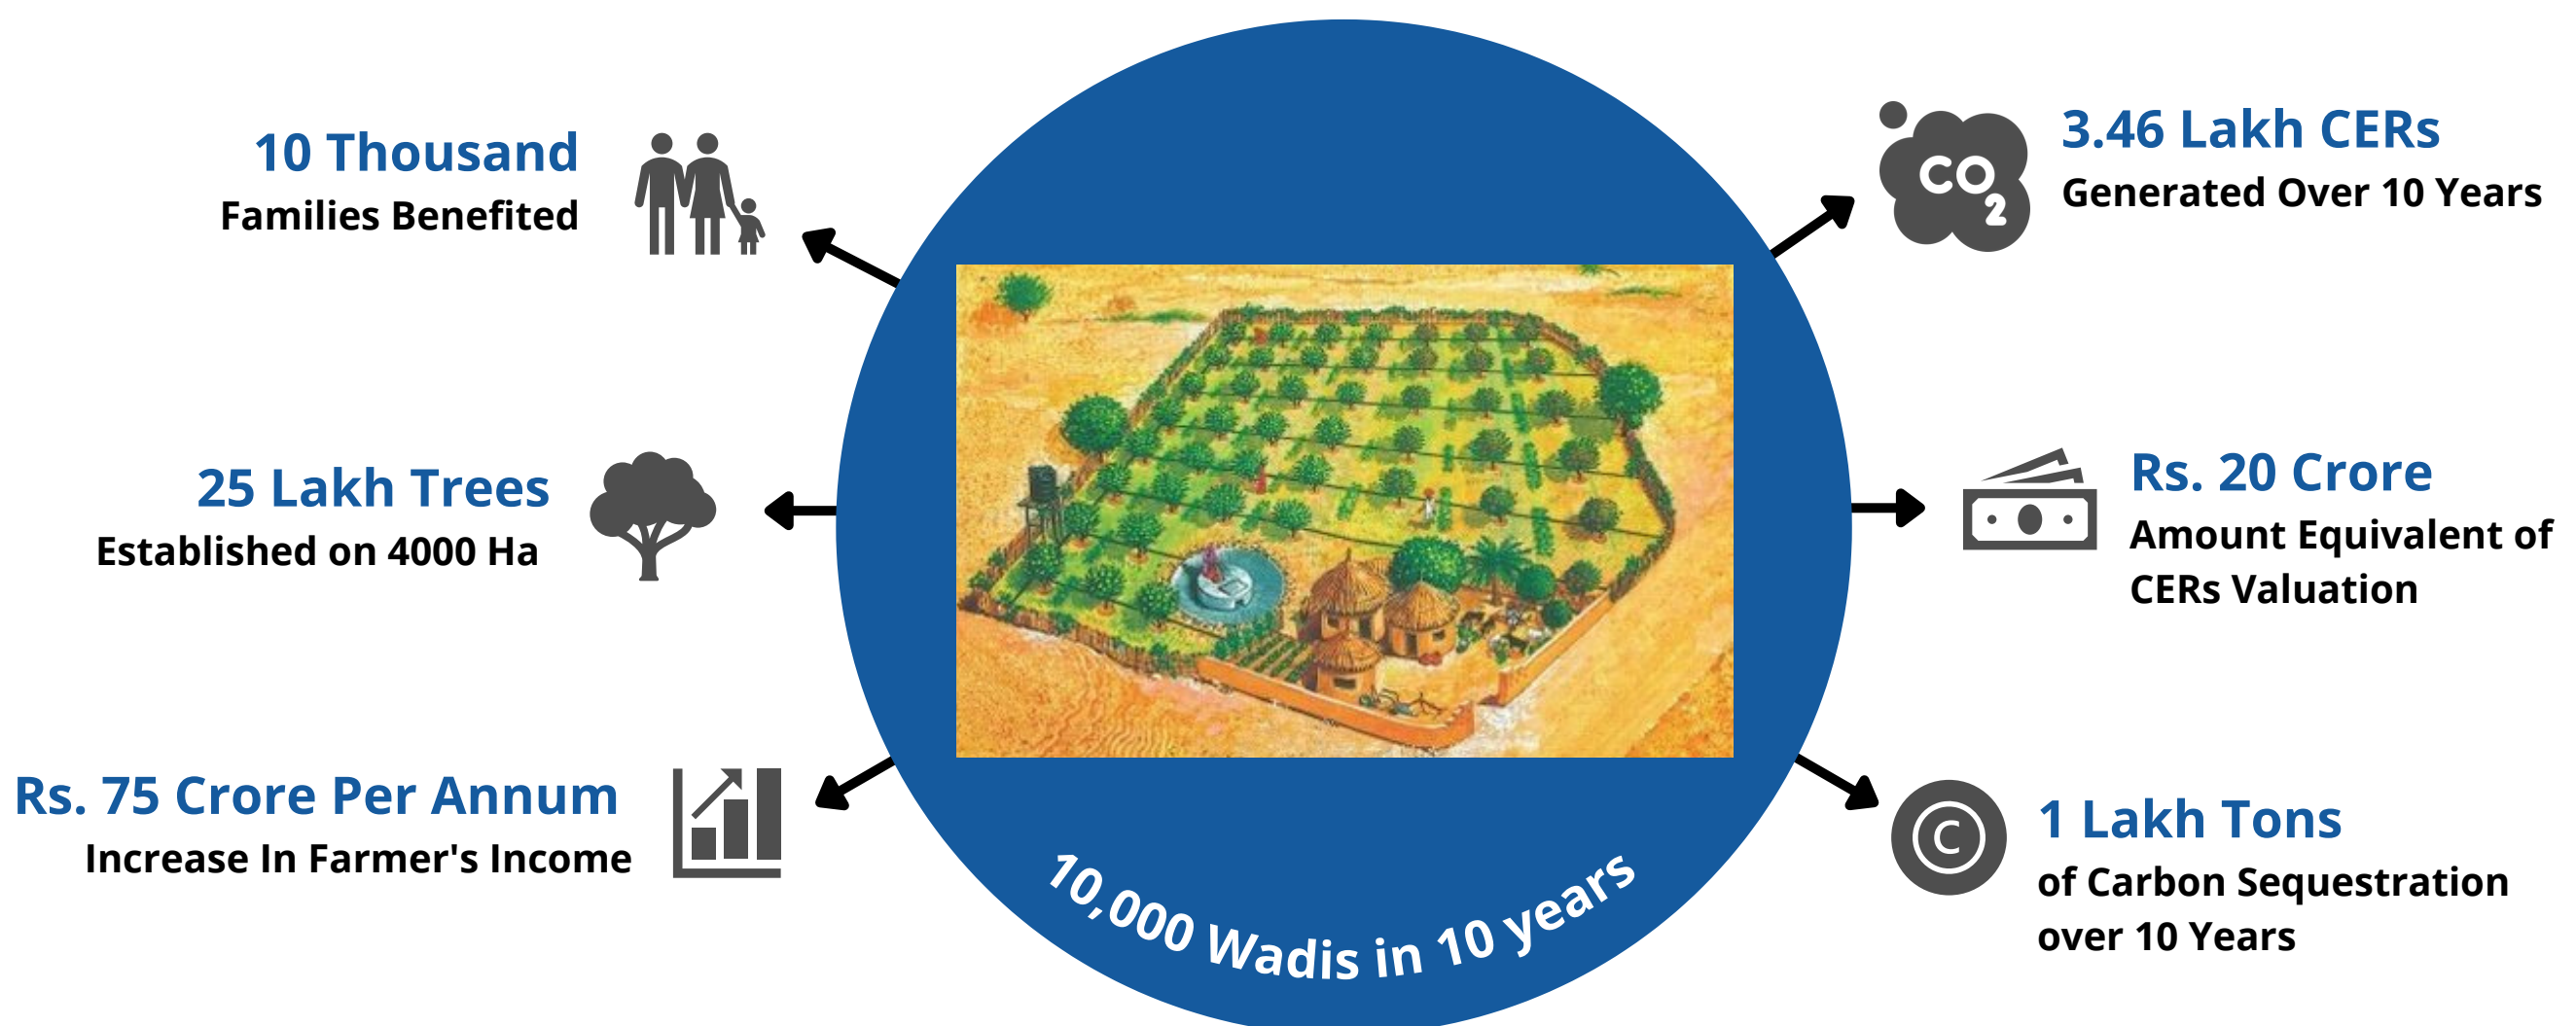 10 Thousand
Families Benefited
25 Lakh Trees
Established on 4000 Ha
Rs. 75 Crore Per Annum
Increase In Farmer's Income
10,000 Wadis in 10 years
CO2
3.46 Lakh CERs
Generated Over 10 Years
Rs. 20 Crore
Amount Equivalent of
CERs Valuation
C
1 Lakh Tons
of Carbon Sequestration
over 10 Years